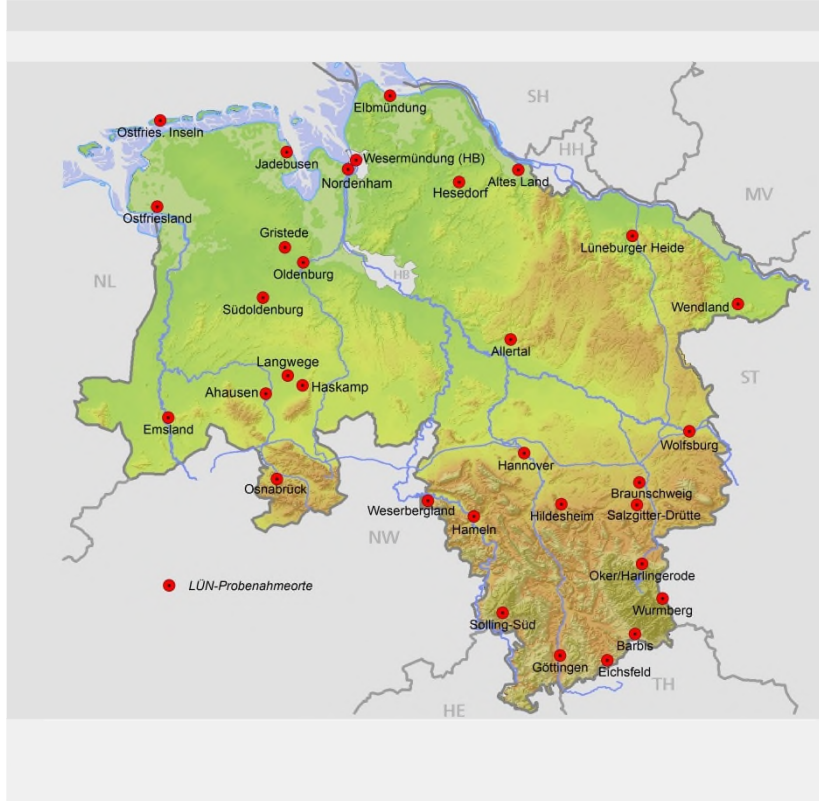 Elbmündung
SH
Ostfries. Inseln
HH
Jadebusen
Wesermündung (HB)
Nordenham
Hesedorf
Altes Land
MV
Ostfriesland
Gristede
Lüneburger Heide
Oldenburg
HB
NL
Südoldenburg
Wendland
Allertal
Langwege
Haskamp
Ahausen
ST
Emsland
Wolfsburg
Hannover
Osnabrück
Braunschweig
Weserbergland
Hildesheim
Salzgitter-Drütte
Hameln
NW
Oker/Harlingerode
LÜN-Probenahmeorte
Wurmberg
Solling-Süd
Barbis
Göttingen
Eichsfeld
TH
HE